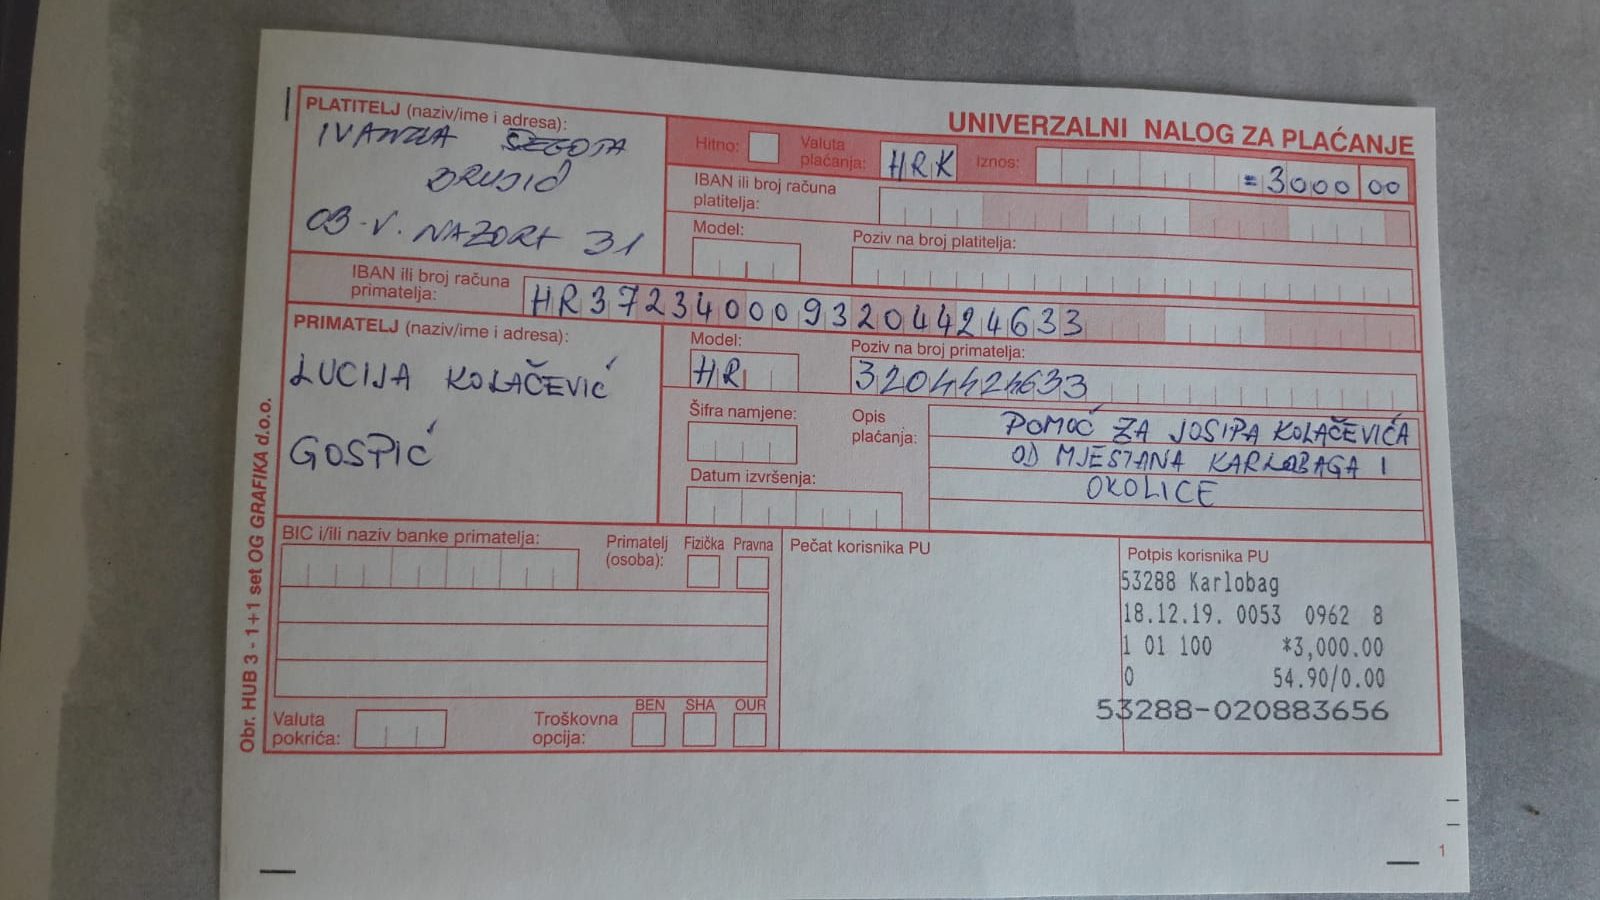 UNIVERZALNI NALOG ZA PLAĆANJE
PLATITELJ (naziv/ime i adresa):
DRUSIĆ
V. NAZORA 31
Hitno:
Valuta plaćanja: HRK
Iznos: =3000 00
IBAN ili broj računa platitelja:
Model:
Poziv na broj platitelja:
IBAN ili broj računa primatelja: HR3723400093204424633
PRIMATELJ (naziv/ime i adresa):
LUCIJA KOLAČEVIĆ
GOSPIĆ
Model: HR
Poziv na broj primatelja:
3204424633
Šifra namjene:
Datum izvršenja:
Opis plaćanja:
POMOĆ ZA JOSIPA KOLAČEVIĆA
OD MJEŠTANA KARLOBAGA I
OKOLICE
BIC i/ili naziv banke primatelja:
Primatelj (osoba): Fizička Pravna
Valuta pokrića:
Troškovna opcija: BEN SHA OUR
Pečat korisnika PU
Potpis korisnika PU
53288 Karlobag
18.12.19. 0053 0962 8
1 01 100 *3,000.00
0 54.90/0.00
53288-020883656
Obr. HUB 3 - 1+1 set OG GRAFIKA d.o.o.
1